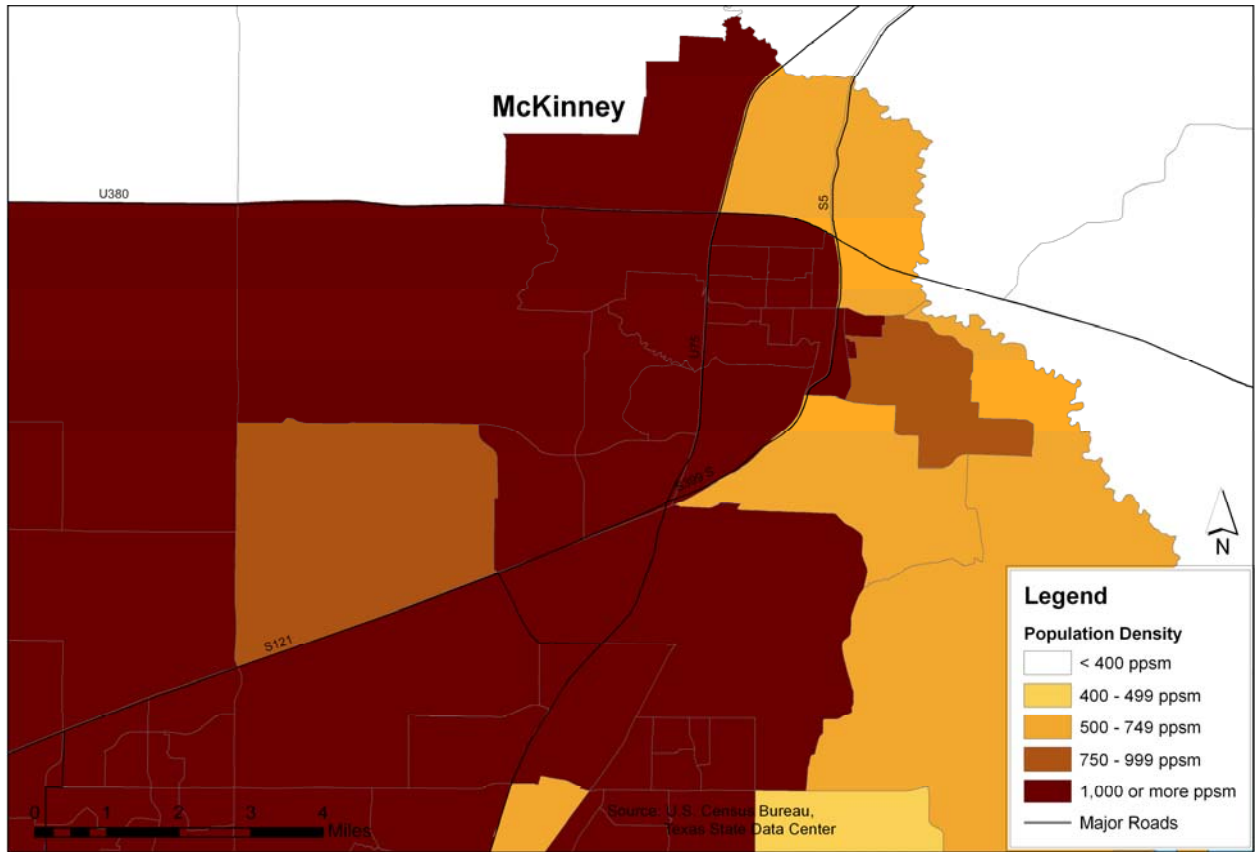 McKinney
U380
S5
U75
S399 S
S121
N
Legend
Population Density
< 400 ppsm
400 - 499 ppsm
500 - 749 ppsm
750 - 999 ppsm
1,000 or more ppsm
Major Roads
0 1 2 3 4
Miles
Source: U.S. Census Bureau,
Texas State Data Center